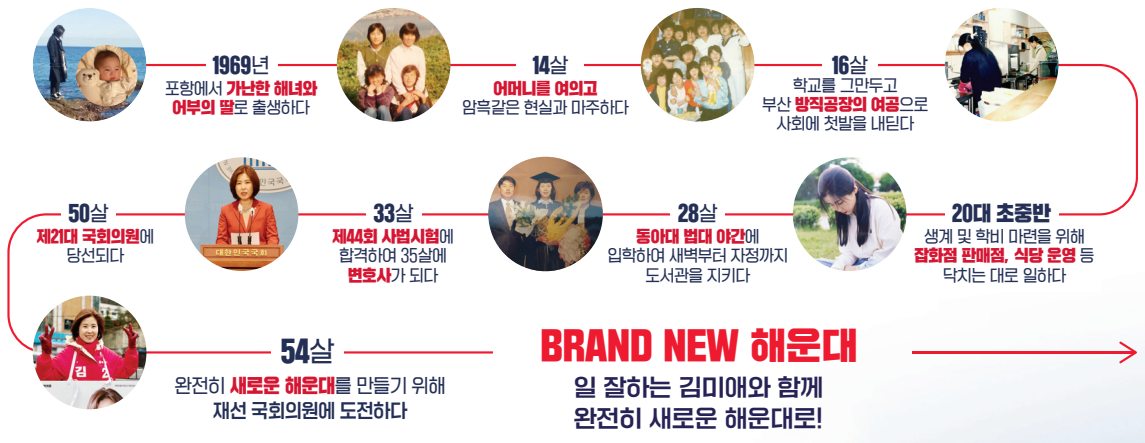 1969년
포항에서 가난한 해녀와
어부의 딸로 출생하다
14살
어머니를 여의고
암흑같은 현실과 마주하다
16살
학교를 그만두고
부산 방직공장의 여공으로
사회에 첫발을 내딛다
20대 초중반
생계 및 학비 마련을 위해
잡화점 판매점, 식당 운영 등
닥치는 대로 일하다
28살
동아대 법대 야간에
입학하여 새벽부터 자정까지
도서관을 지키다
33살
제44회 사법시험에
합격하여 35살에
변호사가 되다
50살
제21대 국회의원에
당선되다
대한민국국회
54살
완전히 새로운 해운대를 만들기 위해
재선 국회의원에 도전하다
김 2
BRAND NEW 해운대
일 잘하는 김미애와 함께
완전히 새로운 해운대로!